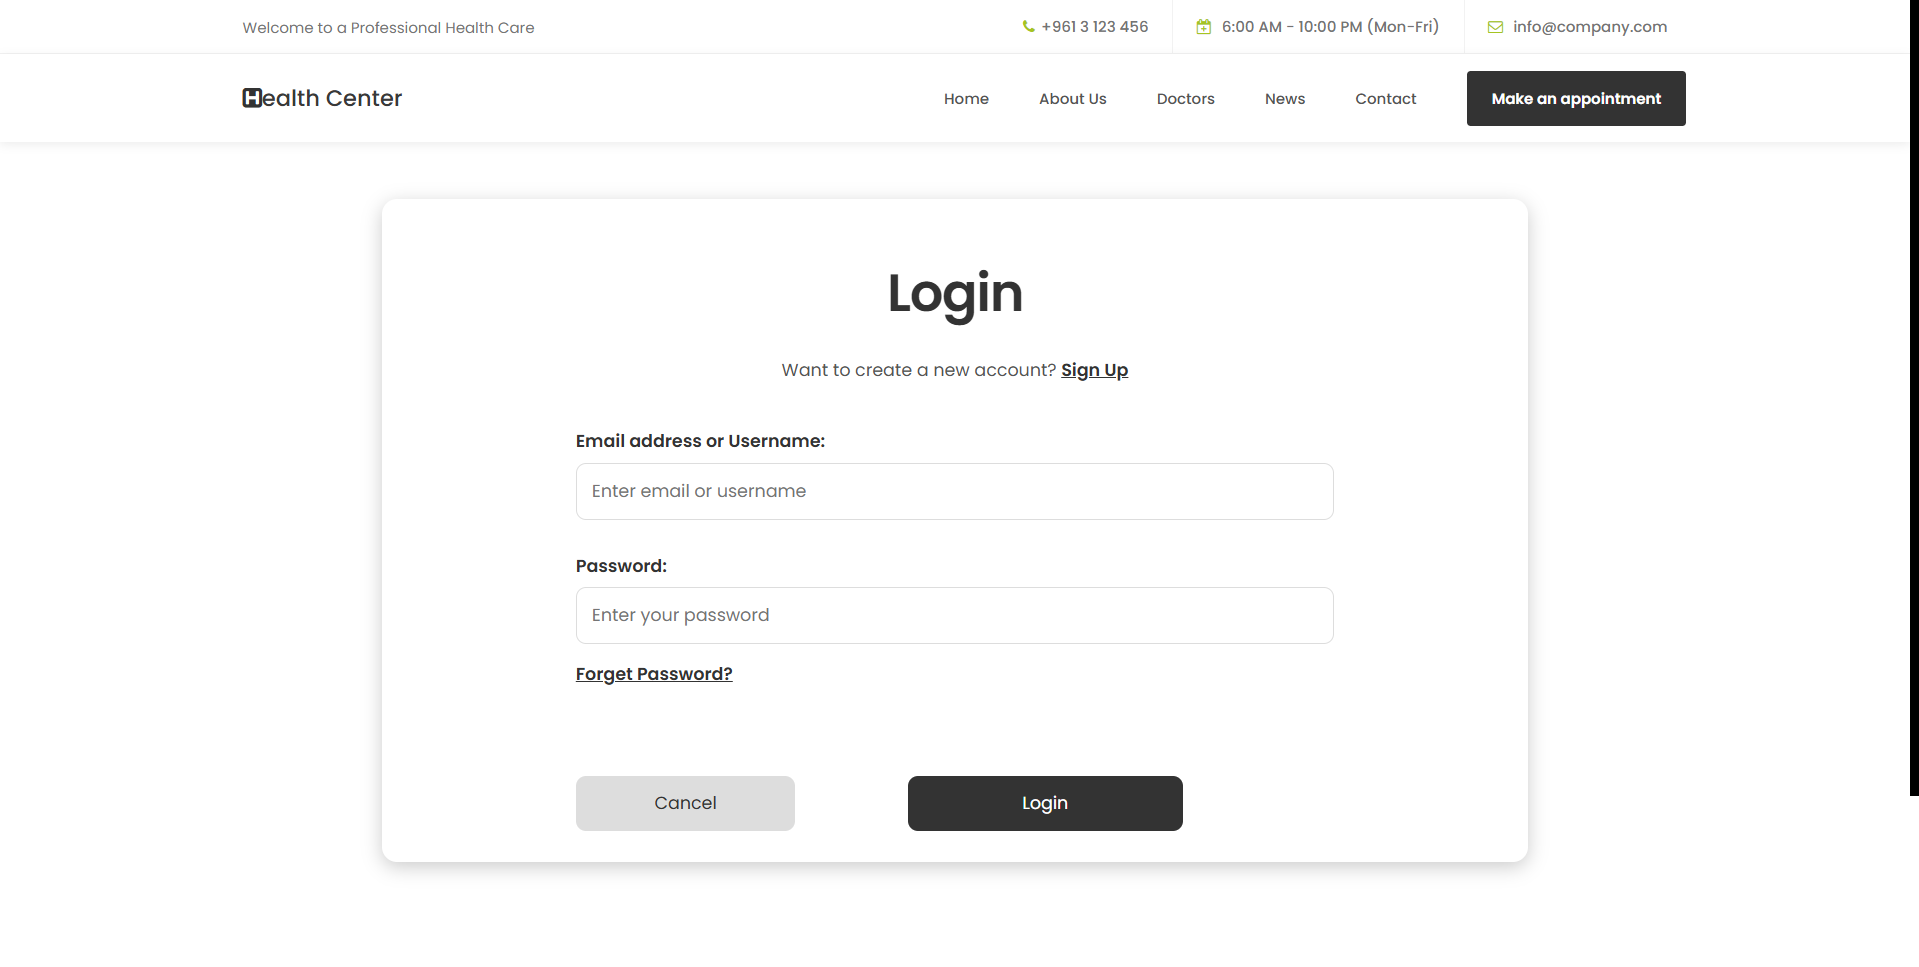 Welcome to a Professional Health Care
+961 3 123 456
6:00 AM - 10:00 PM (Mon-Fri)
info@company.com
Health Center
Home
About Us
Doctors
News
Contact
Make an appointment
Login
Want to create a new account? Sign Up
Email address or Username:
Enter email or username
Password:
Enter your password
Forget Password?
Cancel
Login